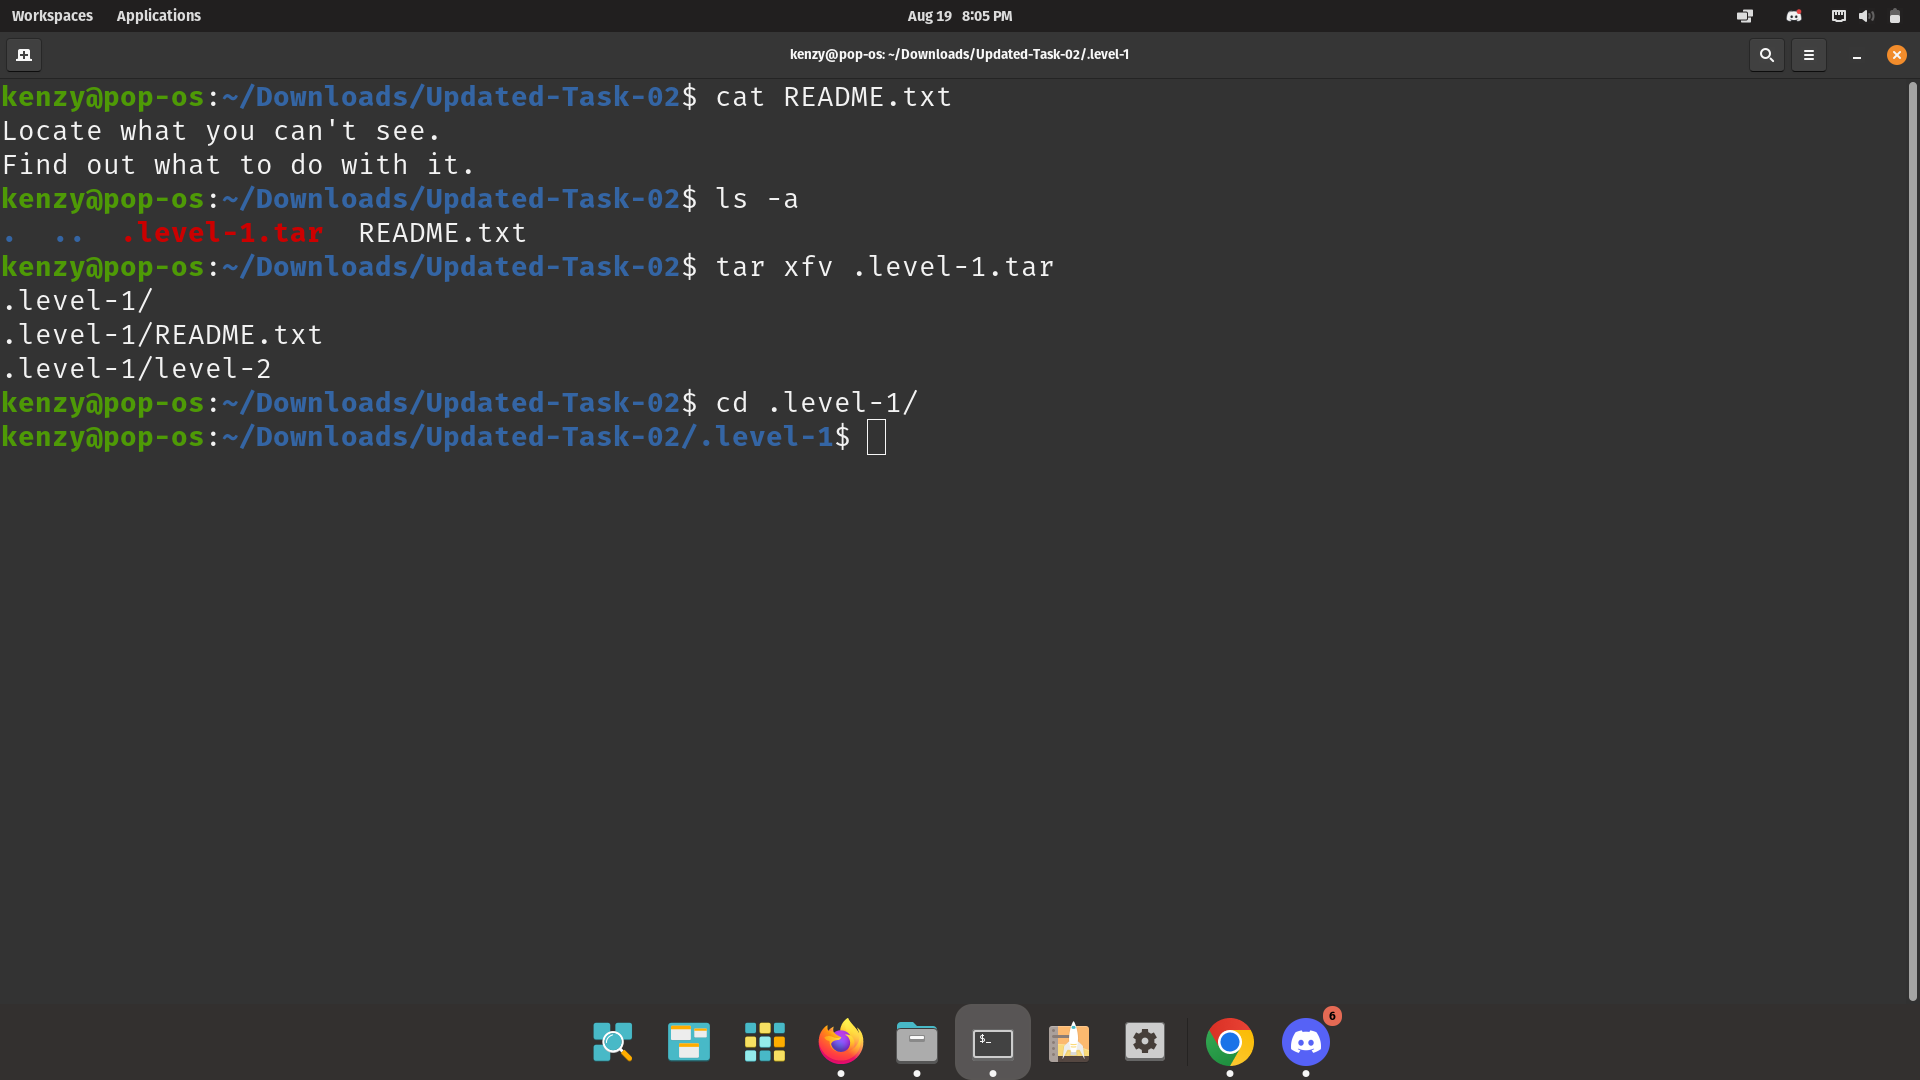 Workspaces Applications Aug 19 8:05 PM
kenzy@pop-os: ~/Downloads/Updated-Task-02/.level-1
kenzy@pop-os:~/Downloads/Updated-Task-02$ cat README.txt
Locate what you can't see.
Find out what to do with it.
kenzy@pop-os:~/Downloads/Updated-Task-02$ ls -a
. .. .level-1.tar README.txt
kenzy@pop-os:~/Downloads/Updated-Task-02$ tar xfv .level-1.tar
.level-1/
.level-1/README.txt
.level-1/level-2
kenzy@pop-os:~/Downloads/Updated-Task-02$ cd .level-1/
kenzy@pop-os:~/Downloads/Updated-Task-02/.level-1$
$_
6